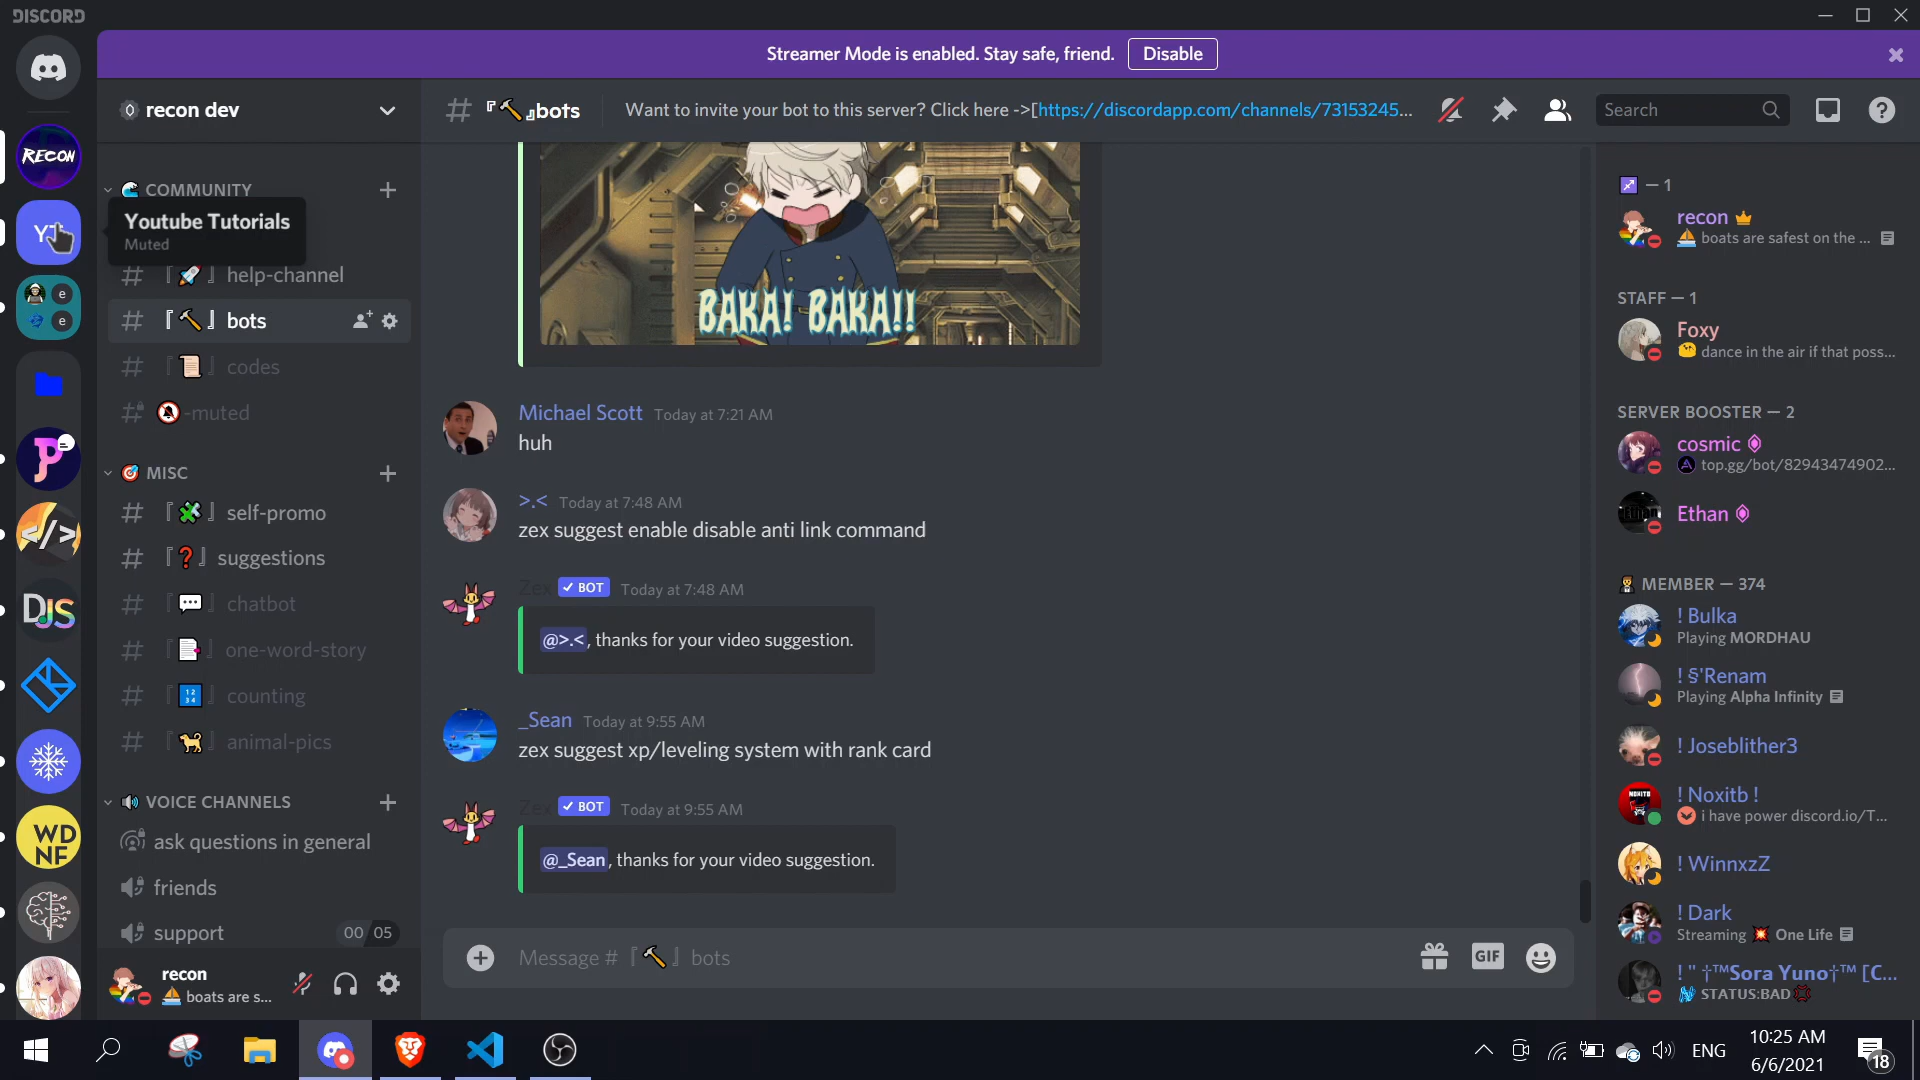 DISCORD
Streamer Mode is enabled. Stay safe, friend. Disable
recon dev
# 『🔨』bots
Want to invite your bot to this server? Click here ->[https://discordapp.com/channels/73153245...
Search
RECON
COMMUNITY
Youtube Tutorials
Muted
# 『🚀』 help-channel
# 『🔨』 bots
# 『📜』 codes
# -muted
MISC
# 『🧩』 self-promo
# 『❓』 suggestions
# 『💬』 chatbot
# 『📑』 one-word-story
# 『🔢』 counting
# 『🐕』 animal-pics
VOICE CHANNELS
ask questions in general
friends
support 00 05
recon
boats are s...
e
e
</>
DJS
WD
NF
BAKA! BAKA!!
Michael Scott Today at 7:21 AM
huh
>.< Today at 7:48 AM
zex suggest enable disable anti link command
Zex ✓ BOT Today at 7:48 AM
@>.<, thanks for your video suggestion.
_Sean Today at 9:55 AM
zex suggest xp/leveling system with rank card
Zex ✓ BOT Today at 9:55 AM
@_Sean, thanks for your video suggestion.
Message # 『🔨』 bots
GIF
— 1
recon
boats are safest on the ...
STAFF — 1
Foxy
dance in the air if that poss...
SERVER BOOSTER — 2
cosmic
top.gg/bot/82943474902...
Ethan
MEMBER — 374
! Bulka
Playing MORDHAU
! S'Renam
Playing Alpha Infinity
! Joseblither3
! Noxitb !
i have power discord.io/T...
! WinnxzZ
! Dark
Streaming 💥 One Life
! " †™Sora Yuno†™ [C...
STATUS:BAD
ENG
10:25 AM
6/6/2021
18